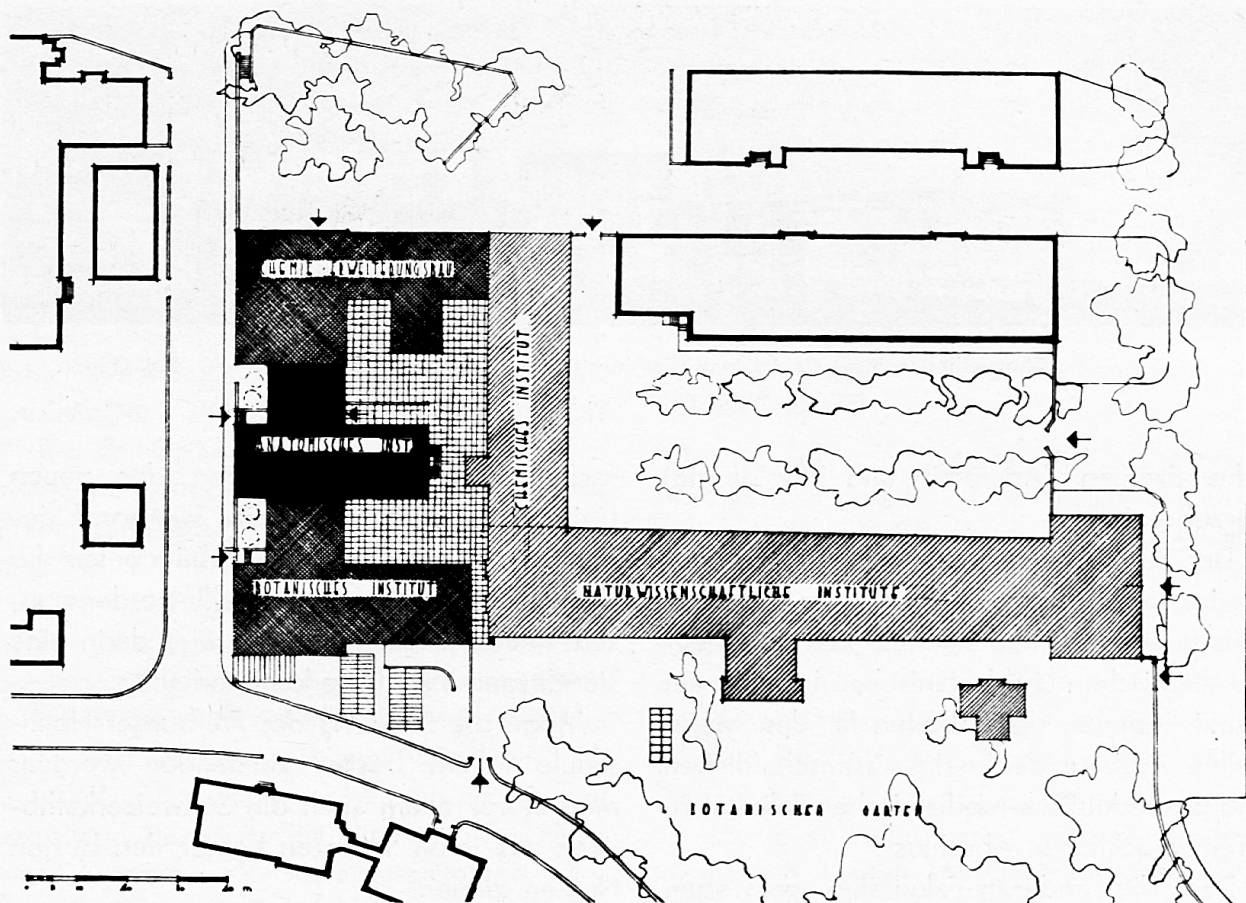 CHEMIE-ERWEITERUNGSBAU
CHEMISCHES INSTITUT
ANATOMISCHES INST.
BOTANISCHES INSTITUT
NATURWISSENSCHAFTLICHE INSTITUTE
BOTANISCHER GARTEN
m